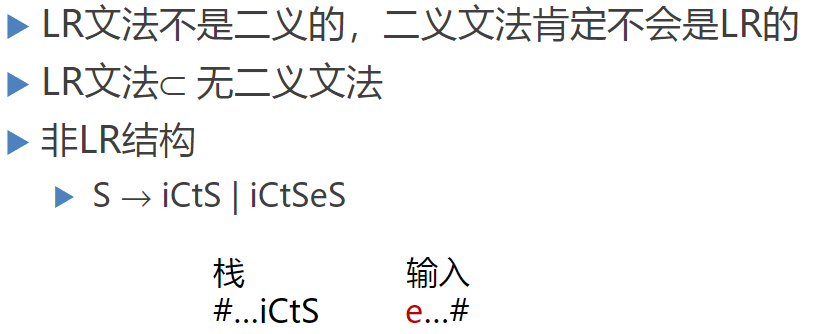 LR文法不是二义的，二义文法肯定不会是LR的
LR文法⊂ 无二义文法
非LR结构
S → iCtS | iCtSeS
栈 输入
#...iCtS e...#